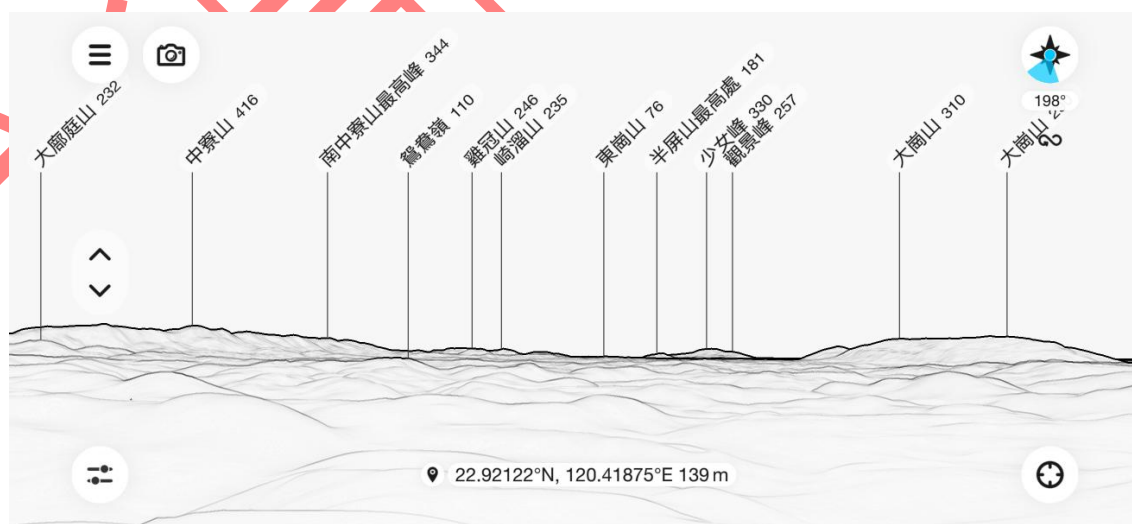 大廍庭山 232
中寮山 416
南中寮山最高峰 344
鴛鴦嶺 110
雞冠山 246
崎溜山 235
東崗山 76
半屏山最高處 181
少女峰 330
觀景峰 257
大崗山 310
大崗山
198°
22.92122°N, 120.41875°E 139 m